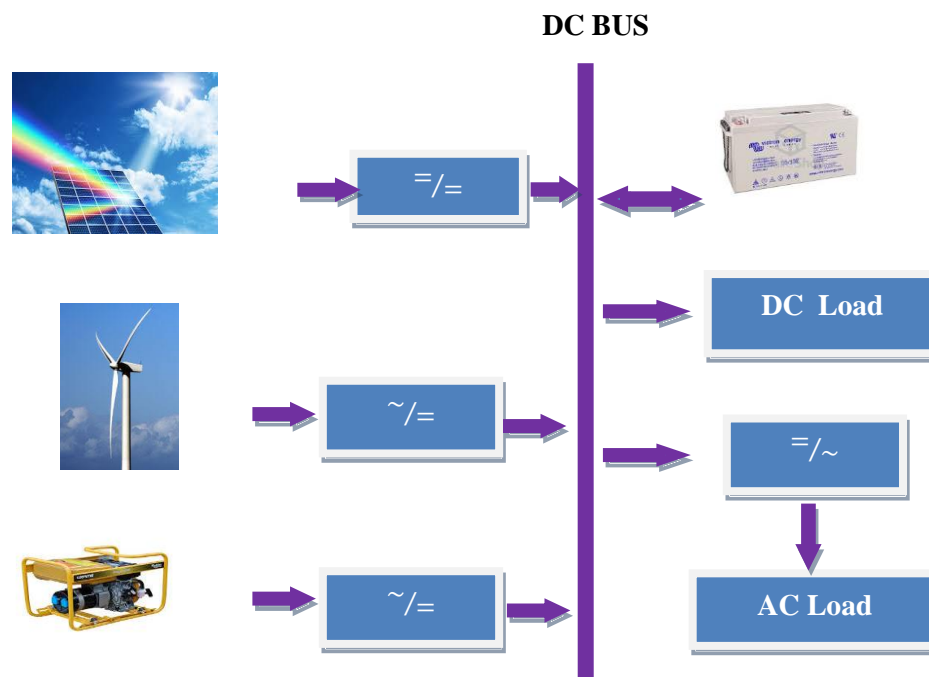 DC BUS
=/=
DC  Load
~/=
=/~
~/=
AC Load